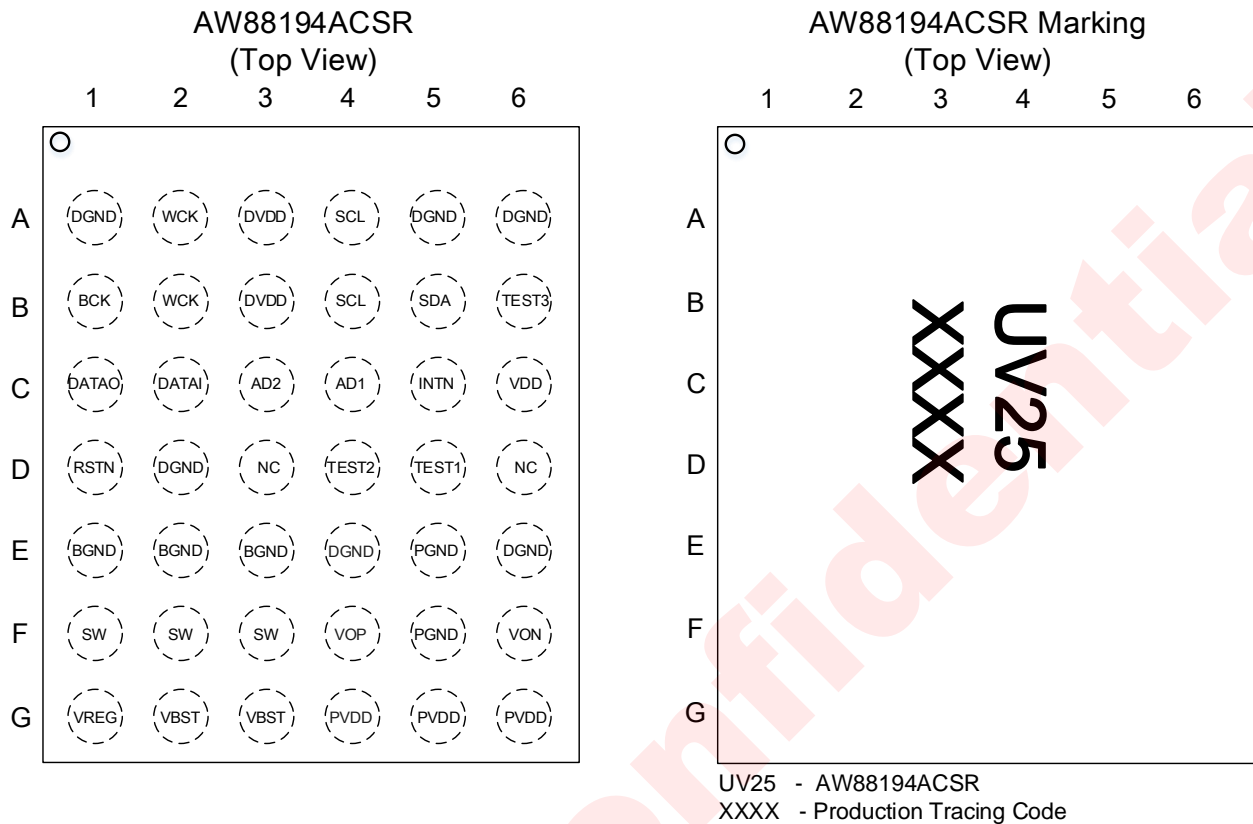 AW88194ACSR
(Top View)
1 2 3 4 5 6
A DGND WCK DVDD SCL DGND DGND
B BCK WCK DVDD SCL SDA TEST3
C DATAO DATAI AD2 AD1 INTN VDD
D RSTN DGND NC TEST2 TEST1 NC
E BGND BGND BGND DGND PGND DGND
F SW SW SW VOP PGND VON
G VREG VBST VBST PVDD PVDD PVDD
AW88194ACSR Marking
(Top View)
1 2 3 4 5 6
A
B
C
D
E
F
G
UV25
XXXX
UV25 - AW88194ACSR
XXXX - Production Tracing Code